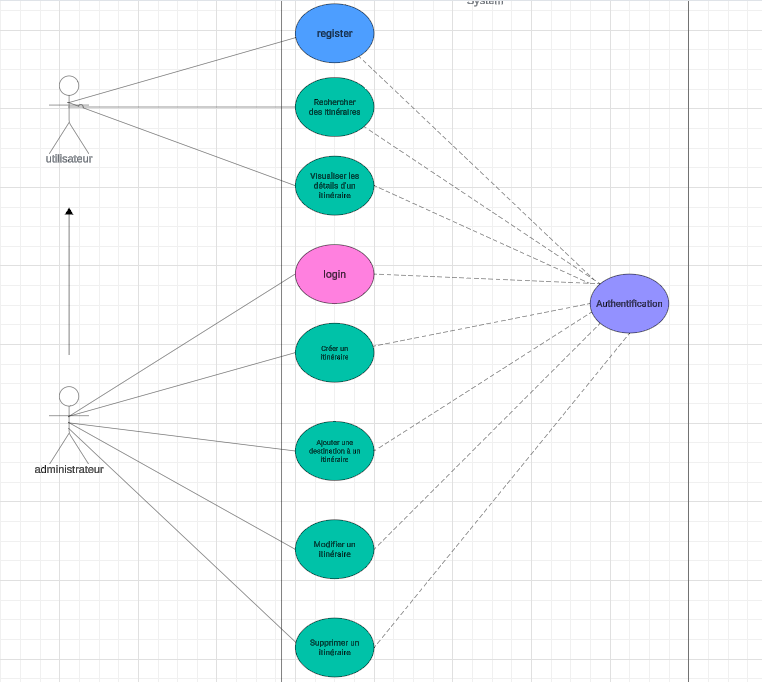 System
register
Rechercher
des itinéraires
utilisateur
Visualiser les
détails d'un
itinéraire
login
Authentification
Créer un
itinéraire
administrateur
Ajouter une
destination à un
itinéraire
Modifier un
itinéraire
Supprimer un
itinéraire